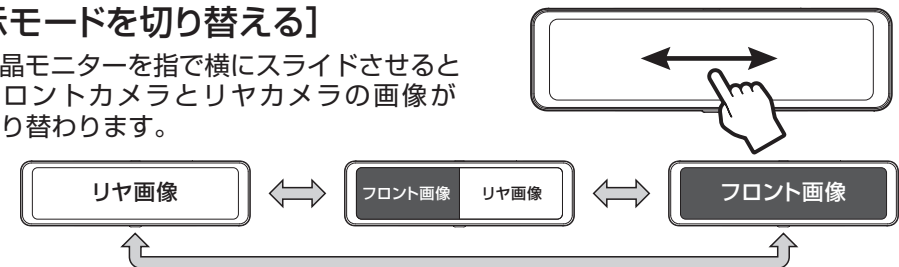 モードを切り替える]
晶モニターを指で横にスライドさせると
ロントカメラとリヤカメラの画像が
り替わります。
リヤ画像
フロント画像
リヤ画像
フロント画像